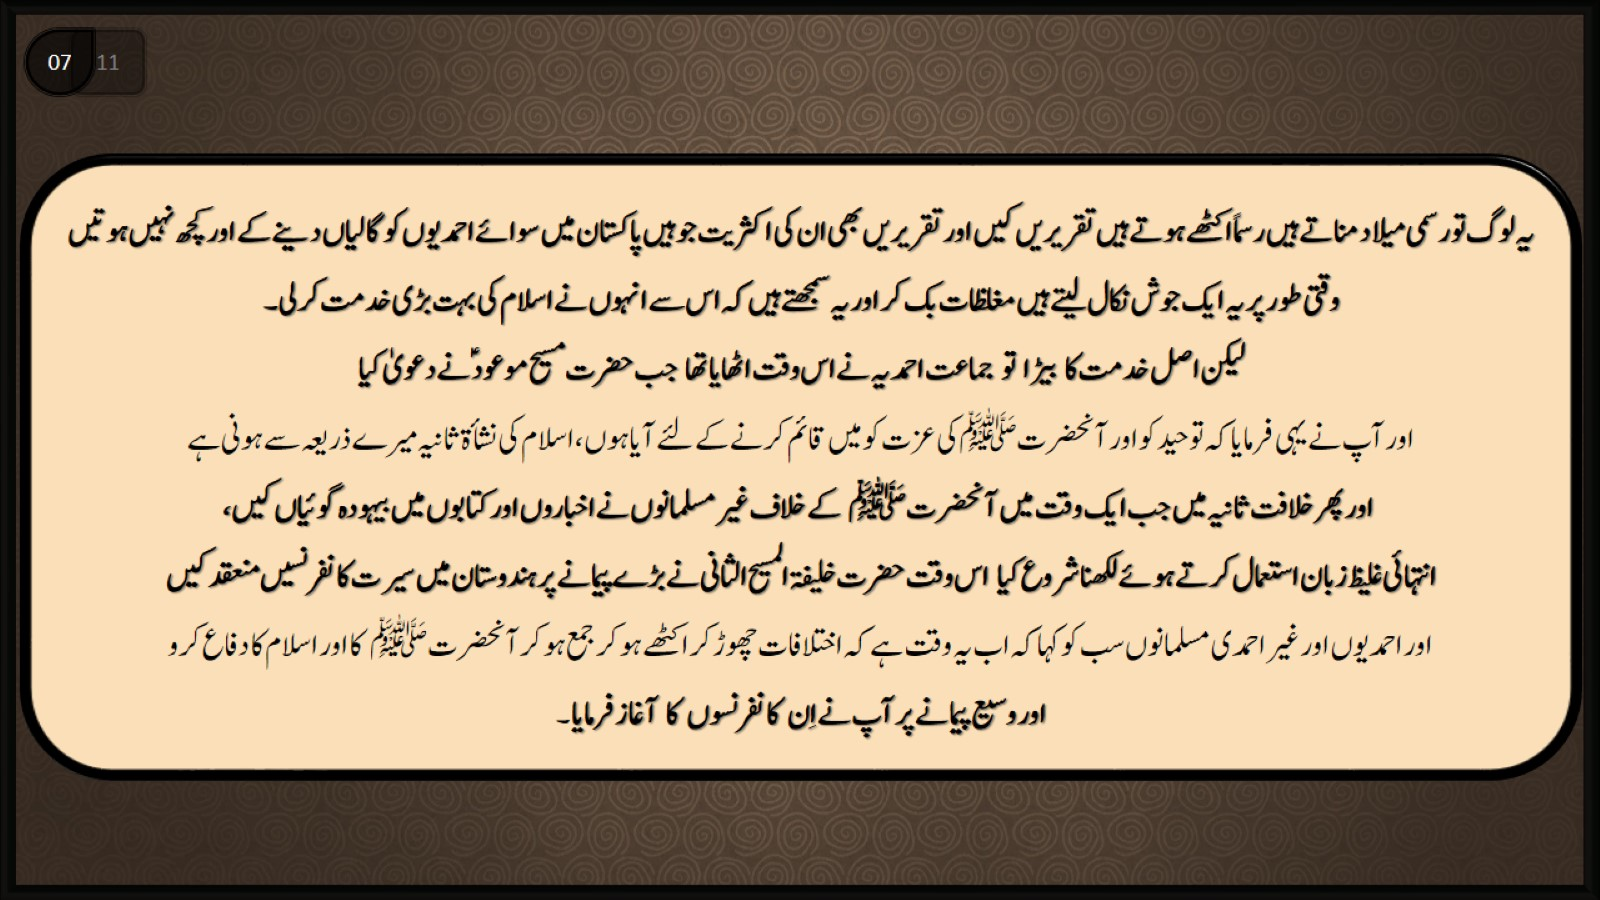 07 11
یہ لوگ تو رسمی میلاد مناتے ہیں رسماً اکٹھے ہوتے ہیں تقریریں کیں اور تقریریں بھی ان کی اکثریت جو ہیں پاکستان میں سوائے احمدیوں کو گالیاں دینے کے اور کچھ نہیں ہوتیں
وقتی طور پر یہ ایک جوش نکال لیتے ہیں مغلظات بک کر اور یہ سمجھتے ہیں کہ اس سے انہوں نے اسلام کی بہت بڑی خدمت کر لی۔
لیکن اصل خدمت کا بیڑا تو جماعت احمدیہ نے اس وقت اٹھایا تھا جب حضرت مسیح موعودؑ نے دعویٰ کیا
اور آپ نے یہی فرمایا کہ توحید کو اور آنحضرت ﷺ کی عزت کو میں قائم کرنے کے لئے آیا ہوں، اسلام کی نشأۃ ثانیہ میرے ذریعہ سے ہونی ہے
اور پھر خلافت ثانیہ میں جب ایک وقت میں آنحضرت ﷺ کے خلاف غیر مسلمانوں نے اخباروں اور کتابوں میں بیہودہ گوئیاں کیں،
انتہائی غلیظ زبان استعمال کرتے ہوئے لکھنا شروع کیا اس وقت حضرت خلیفۃ المسیح الثانی نے بڑے پیمانے پر ہندوستان میں سیرت کانفرنسیں منعقد کیں
اور احمدیوں اور غیر احمدی مسلمانوں سب کو کہا کہ اب یہ وقت ہے کہ اختلافات چھوڑ کر اکٹھے ہو کر جمع ہو کر آنحضرت ﷺ کا اور اسلام کا دفاع کرو
اور وسیع پیمانے پر آپ نے اِن کانفرنسوں کا آغاز فرمایا۔